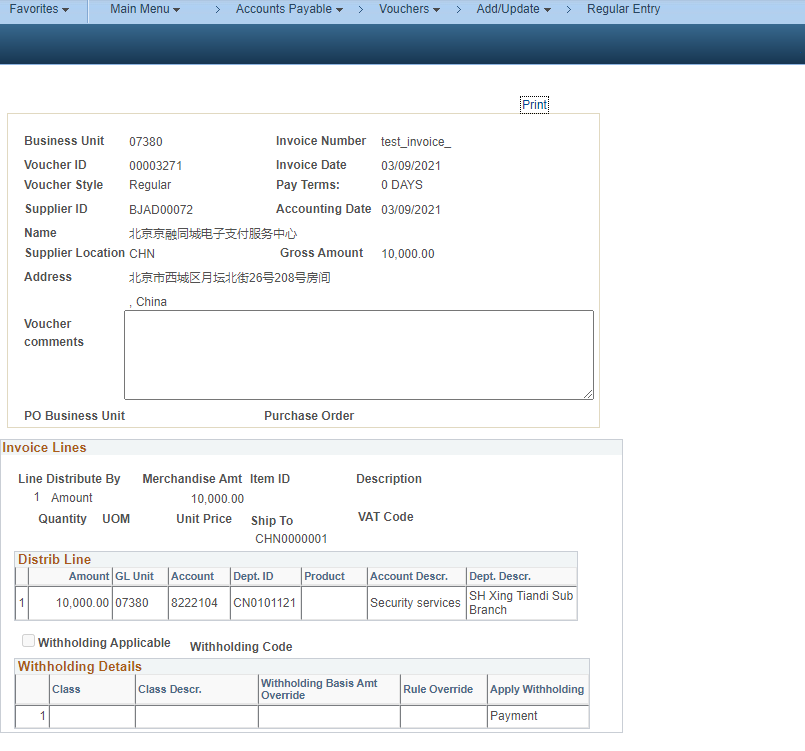 Favorites Main Menu > Accounts Payable > Vouchers > Add/Update > Regular Entry
Print
Business Unit 07380 Invoice Number test_invoice_
Voucher ID 00003271 Invoice Date 03/09/2021
Voucher Style Regular Pay Terms: 0 DAYS
Supplier ID BJAD00072 Accounting Date 03/09/2021
Name 北京京融同城电子支付服务中心
Supplier Location CHN Gross Amount 10,000.00
Address 北京市西城区月坛北街26号208号房间
, China
Voucher
comments
PO Business Unit Purchase Order
Invoice Lines
Line Distribute By Merchandise Amt Item ID Description
1 Amount 10,000.00
Quantity UOM Unit Price Ship To VAT Code
CHN0000001
Distrib Line
Amount GL Unit Account Dept. ID Product Account Descr. Dept. Descr.
1 10,000.00 07380 8222104 CN0101121 Security services SH Xing Tiandi Sub
Branch
Withholding Applicable Withholding Code
Withholding Details
Class Class Descr. Withholding Basis Amt Rule Override Apply Withholding
Override
1 Payment